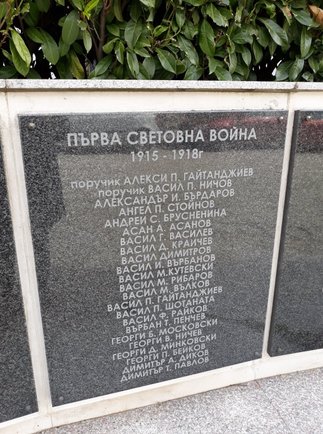 ПЪРВА СВЕТОВНА ВОЙНА
1915 - 1918г
поручик АЛЕКСИ П. ГАЙТАНДЖИЕВ
поручик ВАСИЛ П. НИЧОВ
АЛЕКСАНДЪР И. БЪРДАРОВ
АНГЕЛ П. СТОИНОВ
АНДРЕЙ С. БРУСНЕНИНА
АСАН А. АСАНОВ
ВАСИЛ Г. ВАСИЛЕВ
ВАСИЛ Д. КРАИЧЕВ
ВАСИЛ ДИМИТРОВ
ВАСИЛ И. ВЪРБАНОВ
ВАСИЛ М.КУТЕВСКИ
ВАСИЛ М. РИБАРОВ
ВАСИЛ М. ВЪЛКОВ
ВАСИЛ П. ГАЙТАНДЖИЕВ
ВАСИЛ П. ШОТАНАТА
ВАСИЛ Ф. РАЙКОВ
ВЪРБАН Т. ПЕНЧЕВ
ГЕОРГИ Б. МОСКОВСКИ
ГЕОРГИ В. НИЧЕВ
ГЕОРГИ Д. МИНКОВСКИ
ГЕОРГИ П. БЕЙКОВ
ДИМИТЪР Д. ДИКОВ
ДИМИТЪР Т. ПАВЛОВ